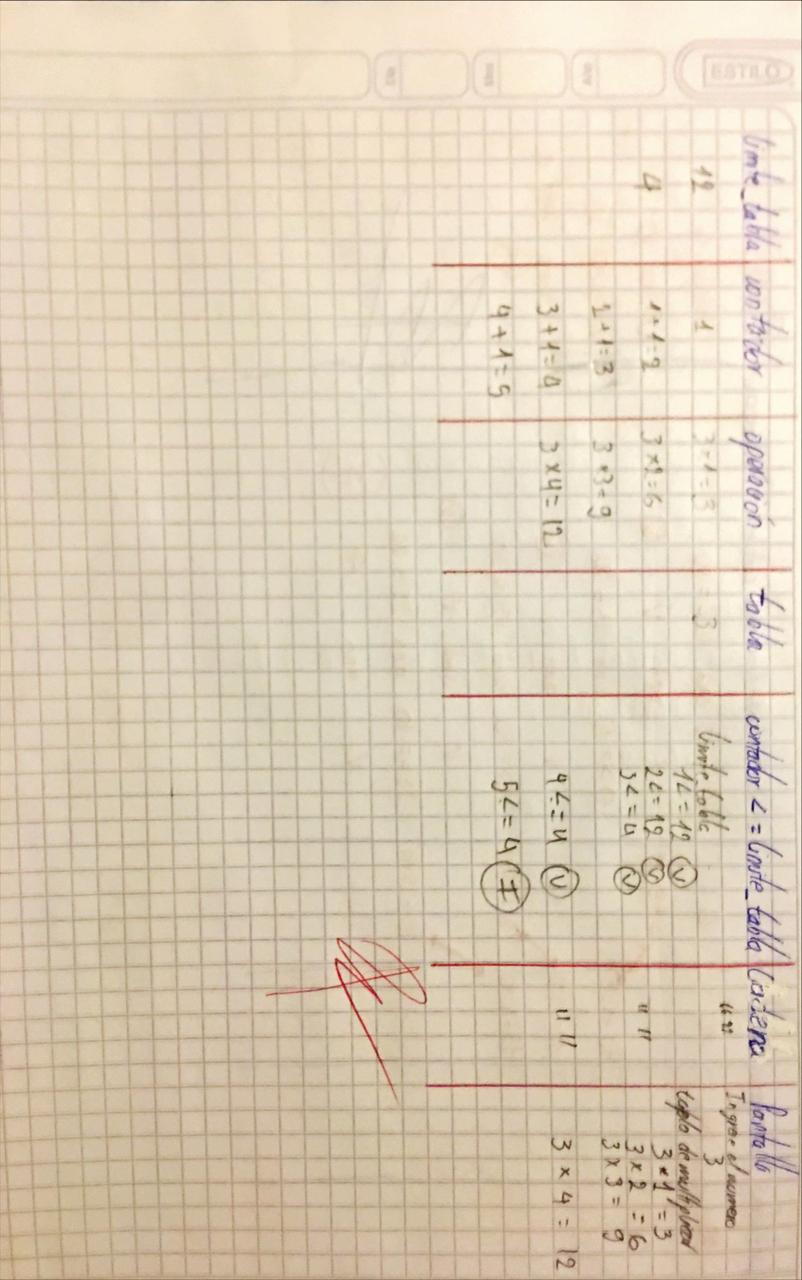 ESTILO
limite_tabla contador operación tabla contador <= limite_tabla Cadena Pantalla
12 1 3*1=3 = 3 limite tabla "" Ingrese el numero
3
1<=12 V tabla de multiplicar
3*1=3
4 1+1=2 3*2=6 2<=12 V "" 3 x 2 = 6
2+1=3 3*3=9 3<=4 V 3 x 3 = 9
3+1=4 3x4=12 4<=4 V "" 3 x 4 = 12
4+1=5 5<=4 F